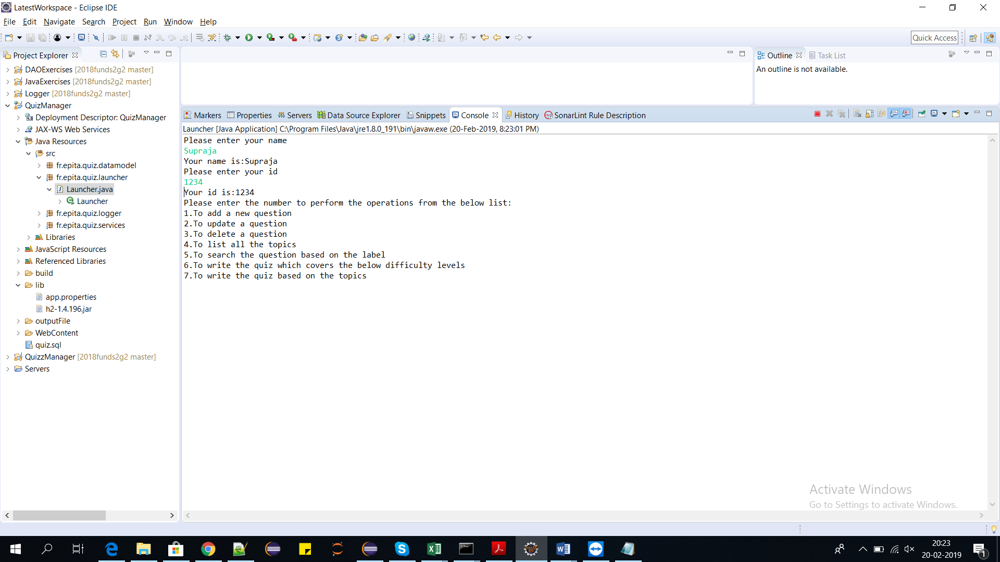 LatestWorkspace - Eclipse IDE
File Edit Navigate Search Project Run Window Help
Quick Access
Project Explorer
DAOExercises [2018funds2g2 master]
JavaExercises [2018funds2g2 master]
Logger [2018funds2g2 master]
QuizManager
Deployment Descriptor: QuizManager
JAX-WS Web Services
Java Resources
src
fr.epita.quiz.datamodel
fr.epita.quiz.launcher
Launcher.java
Launcher
fr.epita.quiz.logger
fr.epita.quiz.services
Libraries
JavaScript Resources
Referenced Libraries
build
lib
app.properties
h2-1.4.196.jar
outputFile
WebContent
quiz.sql
QuizzManager [2018funds2g2 master]
Servers
Outline Task List
An outline is not available.
Markers Properties Servers Data Source Explorer Snippets Console History SonarLint Rule Description
Launcher [Java Application] C:\Program Files\Java\jre1.8.0_191\bin\javaw.exe (20-Feb-2019, 8:23:01 PM)
Please enter your name
Supraja
Your name is:Supraja
Please enter your id
1234
Your id is:1234
Please enter the number to perform the operations from the below list:
1.To add a new question
2.To update a question
3.To delete a question
4.To list all the topics
5.To search the question based on the label
6.To write the quiz which covers the below difficulty levels
7.To write the quiz based on the topics
Activate Windows
Go to Settings to activate Windows.
20:23
20-02-2019
1